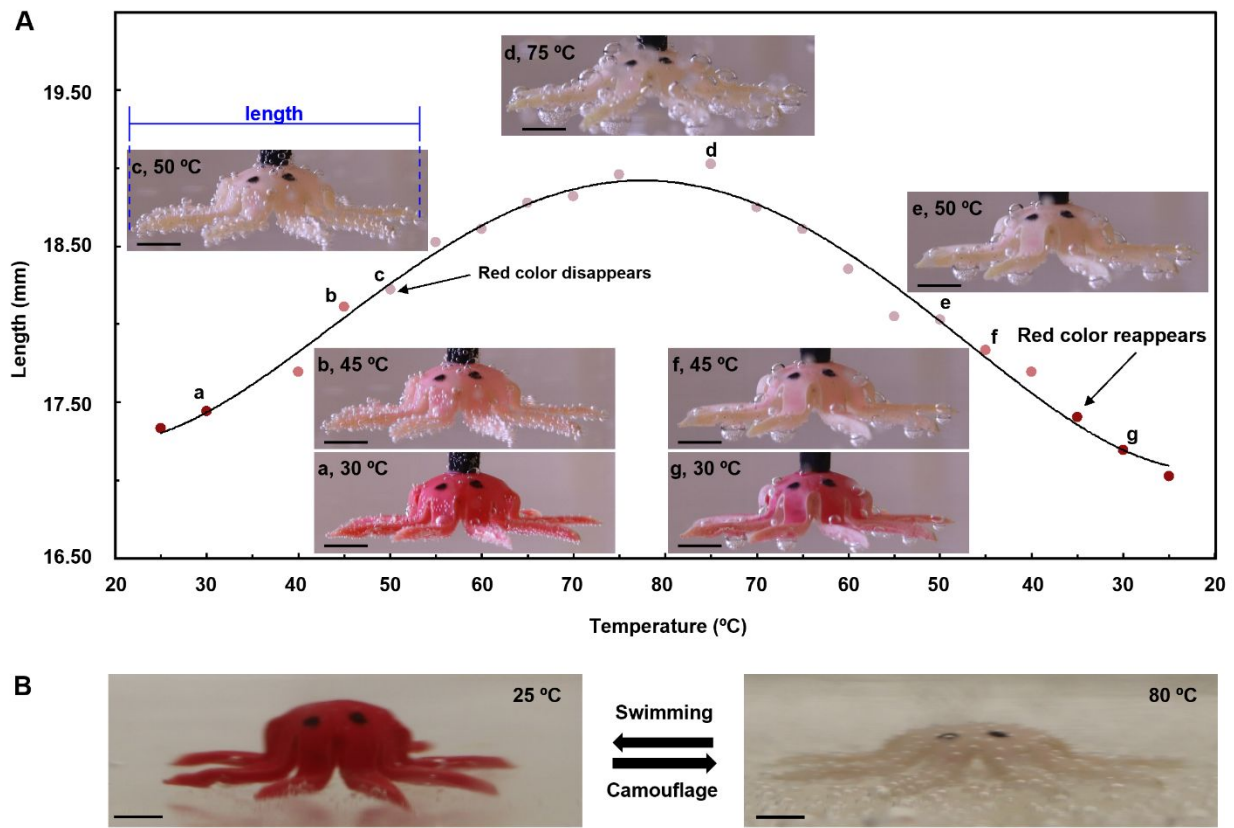 A
d, 75 ºC
19.50
length
c, 50 ºC
d
e, 50 ºC
18.50
c
Red color disappears
b
e
f
Red color reappears
Length (mm)
b, 45 ºC
f, 45 ºC
17.50
a
g
a, 30 ºC
g, 30 ºC
16.50
20 30 40 50 60 70 80 70 60 50 40 30 20
Temperature (ºC)
B
25 ºC
Swimming
Camouflage
80 ºC